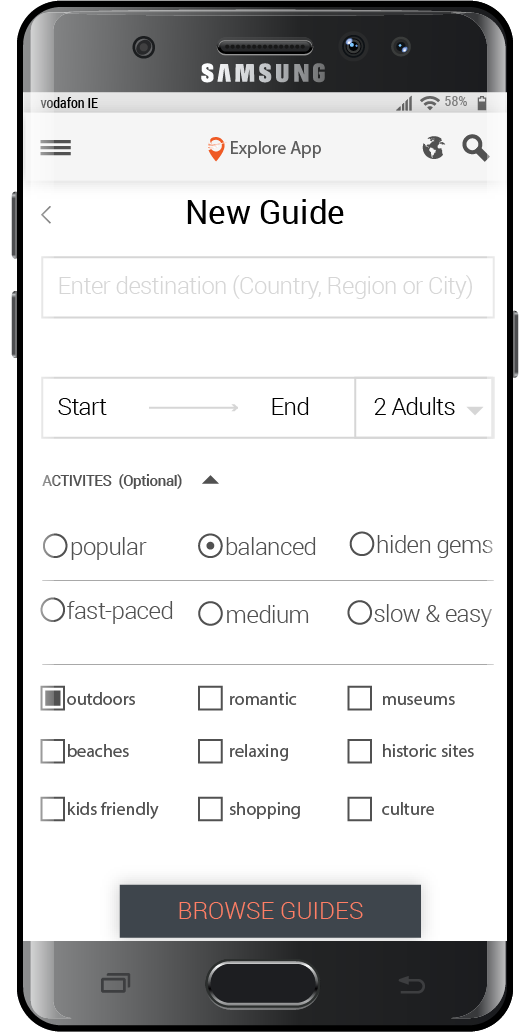 SAMSUNG
vodafon IE 58%
Explore App
New Guide
Enter destination (Country, Region or City)
Start End 2 Adults
ACTIVITES (Optional)
popular balanced hiden gems
fast-paced medium slow & easy
outdoors romantic museums
beaches relaxing historic sites
kids friendly shopping culture
BROWSE GUIDES